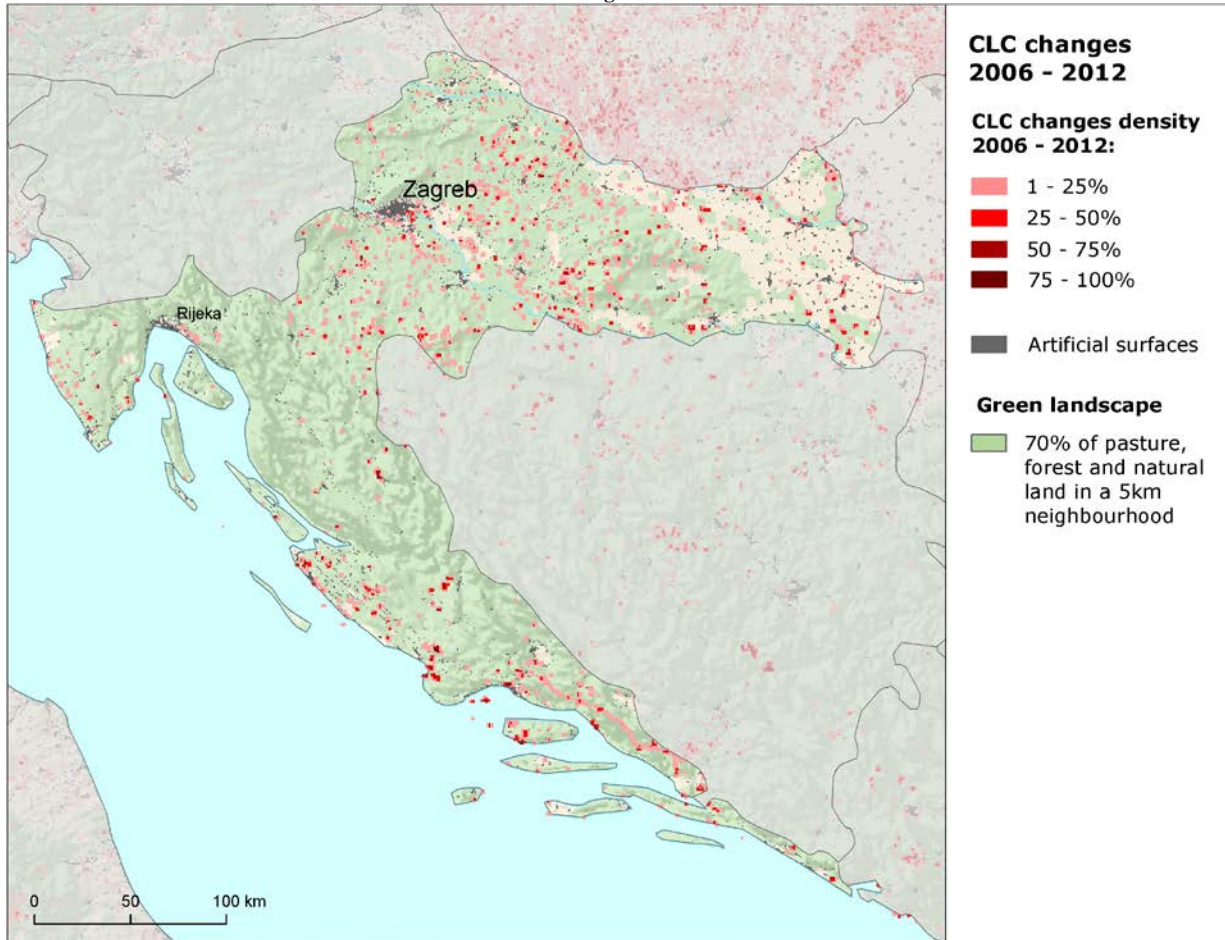 CLC changes
2006 - 2012
CLC changes density
2006 - 2012:
1 - 25%
25 - 50%
50 - 75%
75 - 100%
Artificial surfaces
Green landscape
70% of pasture,
forest and natural
land in a 5km
neighbourhood
Zagreb
Rijeka
0 50 100 km